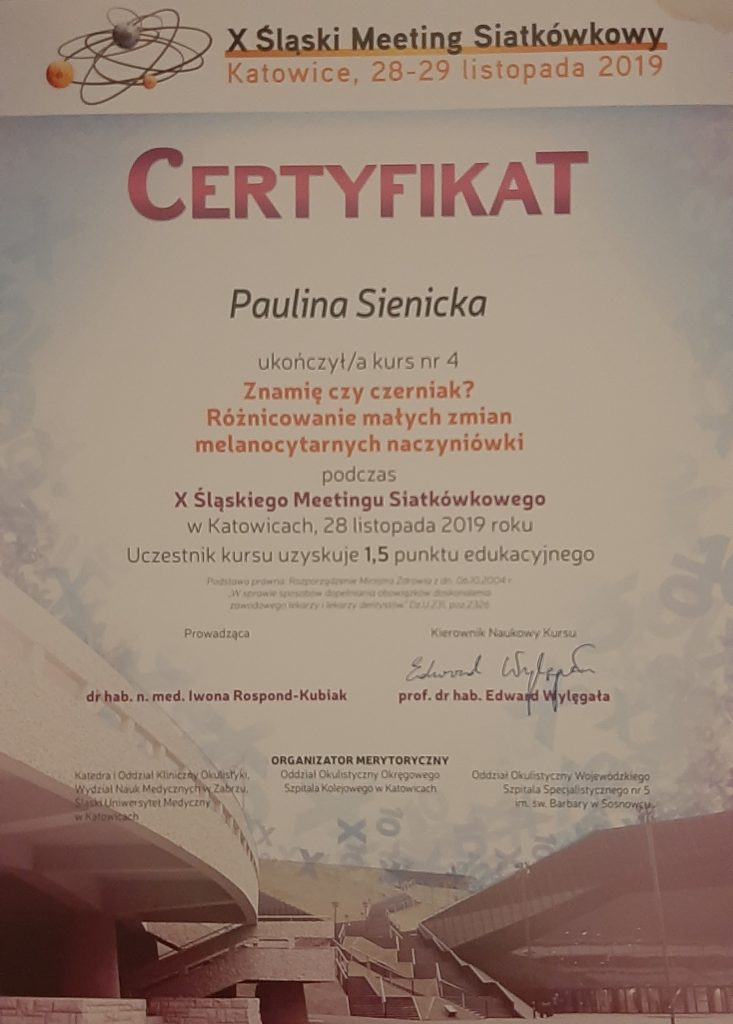 X Śląski Meeting Siatkówkowy
Katowice, 28-29 listopada 2019
CERTYFIKAT
Paulina Sienicka
ukończył/a kurs nr 4
Znamię czy czerniak?
Różnicowanie małych zmian
melanocytarnych naczyniówki
podczas
X Śląskiego Meetingu Siatkówkowego
w Katowicach, 28 listopada 2019 roku
Uczestnik kursu uzyskuje 1,5 punktu edukacyjnego
Podstawa prawna: Rozporządzenie Ministra Zdrowia z dn. 06.10.2004 r.
„W sprawie sposobów dopełniania obowiązków doskonalenia
zawodowego lekarzy i lekarzy dentystów” Dz.U.231, poz.2326
Prowadząca
dr hab. n. med. Iwona Rospond-Kubiak
Kierownik Naukowy Kursu
Edward Wylęgała
prof. dr hab. Edward Wylęgała
ORGANIZATOR MERYTORYCZNY
Katedra i Oddział Kliniczny Okulistyki,
Wydział Nauk Medycznych w Zabrzu,
Śląski Uniwersytet Medyczny
w Katowicach
Oddział Okulistyczny Okręgowego
Szpitala Kolejowego w Katowicach
Oddział Okulistyczny Wojewódzkiego
Szpitala Specjalistycznego nr 5
im. św. Barbary w Sosnowcu